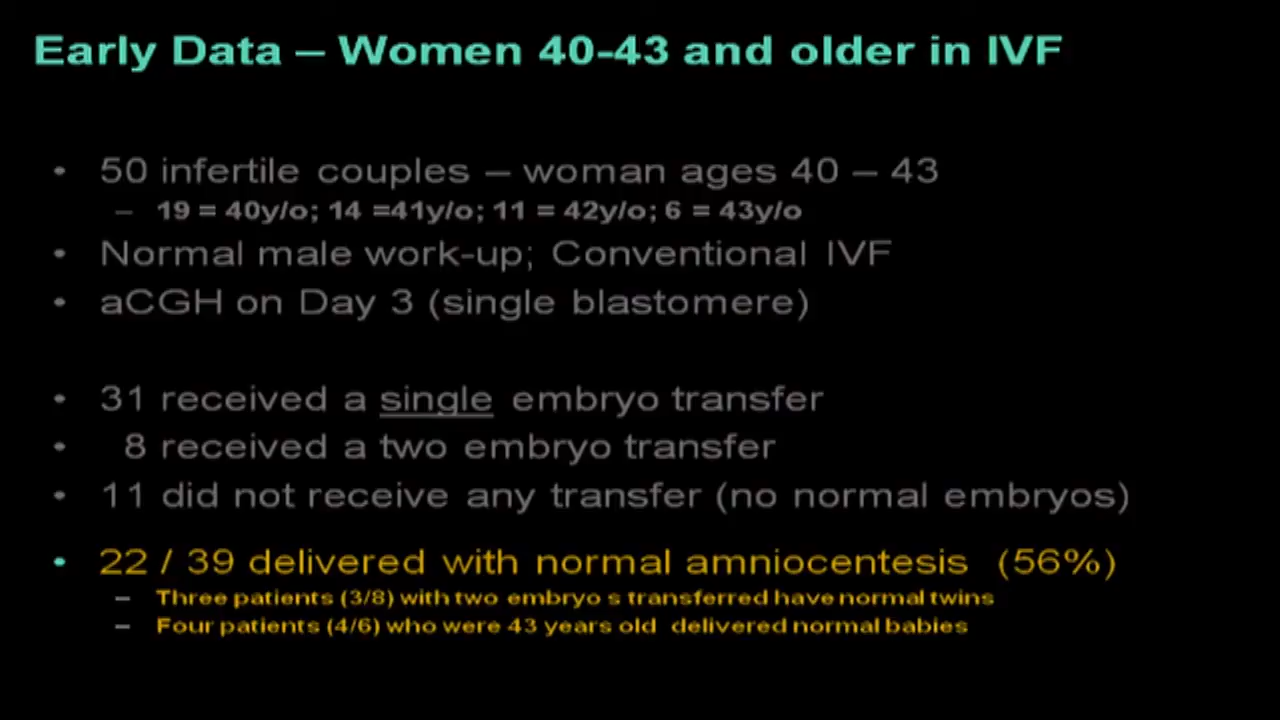 Early Data – Women 40-43 and older in IVF
• 50 infertile couples – woman ages 40 – 43
– 19 = 40y/o; 14 =41y/o; 11 = 42y/o; 6 = 43y/o
• Normal male work-up; Conventional IVF
• aCGH on Day 3 (single blastomere)
• 31 received a single embryo transfer
• 8 received a two embryo transfer
• 11 did not receive any transfer (no normal embryos)
• 22 / 39 delivered with normal amniocentesis (56%)
– Three patients (3/8) with two embryo s transferred have normal twins
– Four patients (4/6) who were 43 years old delivered normal babies